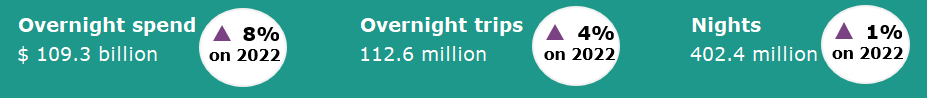 Overnight spend
$ 109.3 billion
▲ 8%
on 2022
Overnight trips
112.6 million
▲ 4%
on 2022
Nights
402.4 million
▲ 1%
on 2022